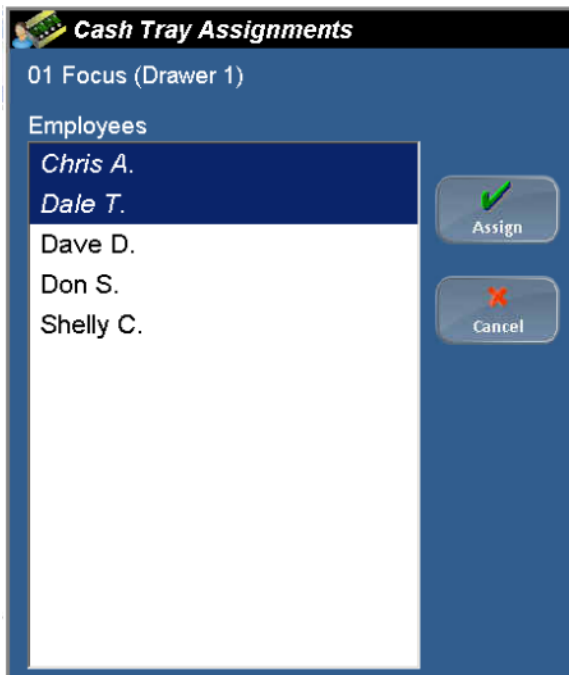 Cash Tray Assignments
01 Focus (Drawer 1)
Employees
Chris A.
Dale T.
Dave D.
Don S.
Shelly C.
Assign
Cancel